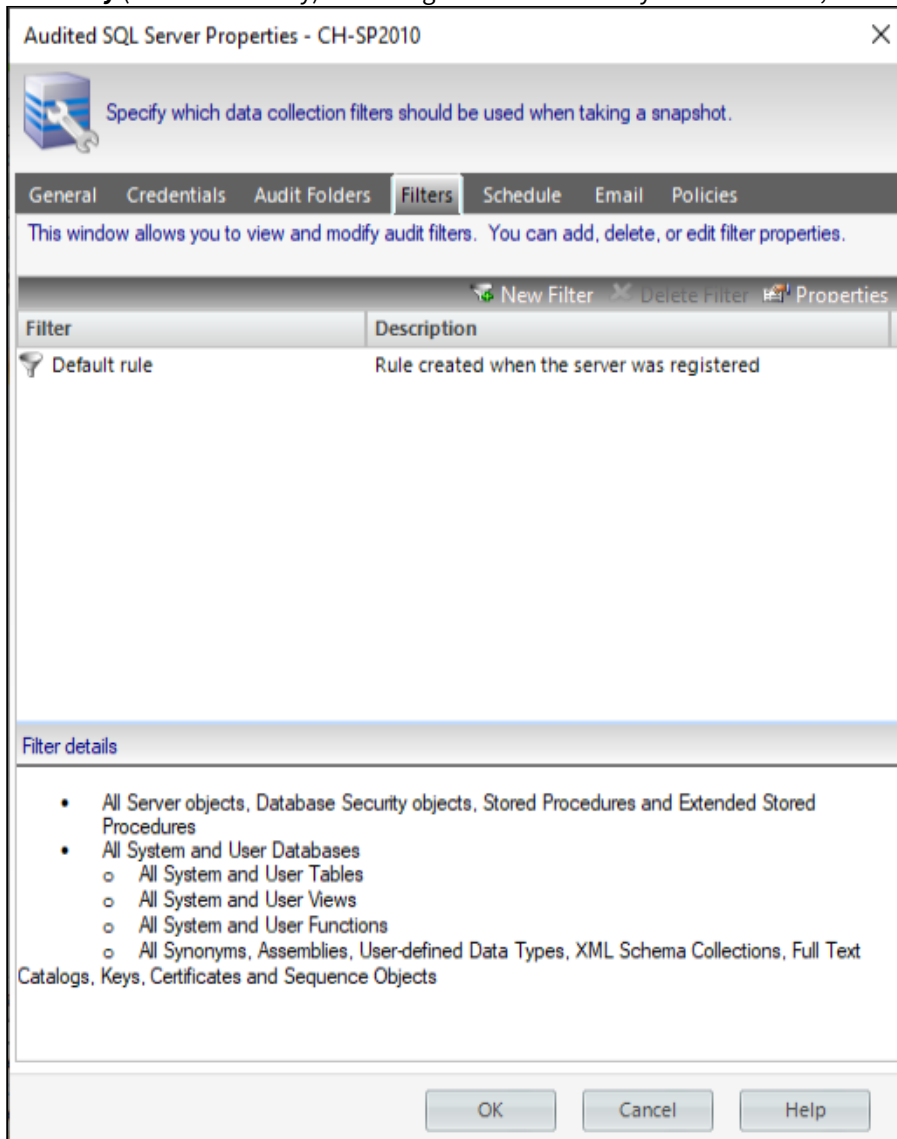 Audited SQL Server Properties - CH-SP2010
Specify which data collection filters should be used when taking a snapshot.
General Credentials Audit Folders Filters Schedule Email Policies
This window allows you to view and modify audit filters. You can add, delete, or edit filter properties.
New Filter Delete Filter Properties
Filter Description
Default rule Rule created when the server was registered
Filter details
• All Server objects, Database Security objects, Stored Procedures and Extended Stored
Procedures
• All System and User Databases
o All System and User Tables
o All System and User Views
o All System and User Functions
o All Synonyms, Assemblies, User-defined Data Types, XML Schema Collections, Full Text
Catalogs, Keys, Certificates and Sequence Objects
OK Cancel Help